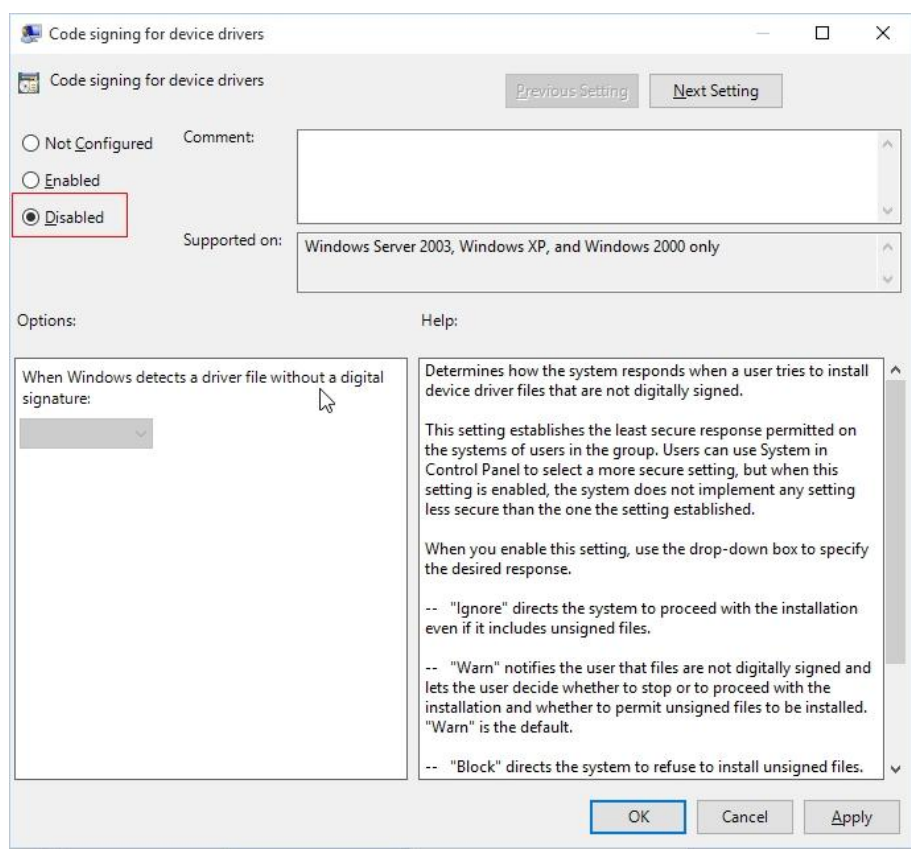 Code signing for device drivers
Code signing for device drivers
Previous Setting
Next Setting
Not Configured
Comment:
Enabled
Disabled
Supported on:
Windows Server 2003, Windows XP, and Windows 2000 only
Options:
Help:
When Windows detects a driver file without a digital
signature:
Determines how the system responds when a user tries to install
device driver files that are not digitally signed.
This setting establishes the least secure response permitted on
the systems of users in the group. Users can use System in
Control Panel to select a more secure setting, but when this
setting is enabled, the system does not implement any setting
less secure than the one the setting established.
When you enable this setting, use the drop-down box to specify
the desired response.
-- "Ignore" directs the system to proceed with the installation
even if it includes unsigned files.
-- "Warn" notifies the user that files are not digitally signed and
lets the user decide whether to stop or to proceed with the
installation and whether to permit unsigned files to be installed.
"Warn" is the default.
-- "Block" directs the system to refuse to install unsigned files.
OK
Cancel
Apply